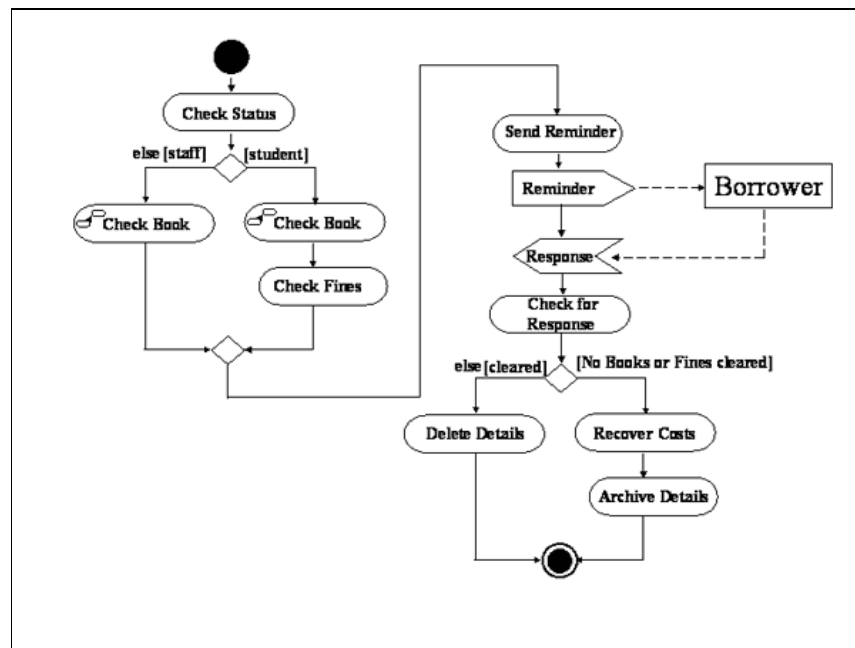 Check Status
else [staff]
[student]
Check Book
Check Book
Check Fines
Send Reminder
Reminder
Borrower
Response
Check for
Response
else [cleared]
[No Books or Fines cleared]
Delete Details
Recover Costs
Archive Details